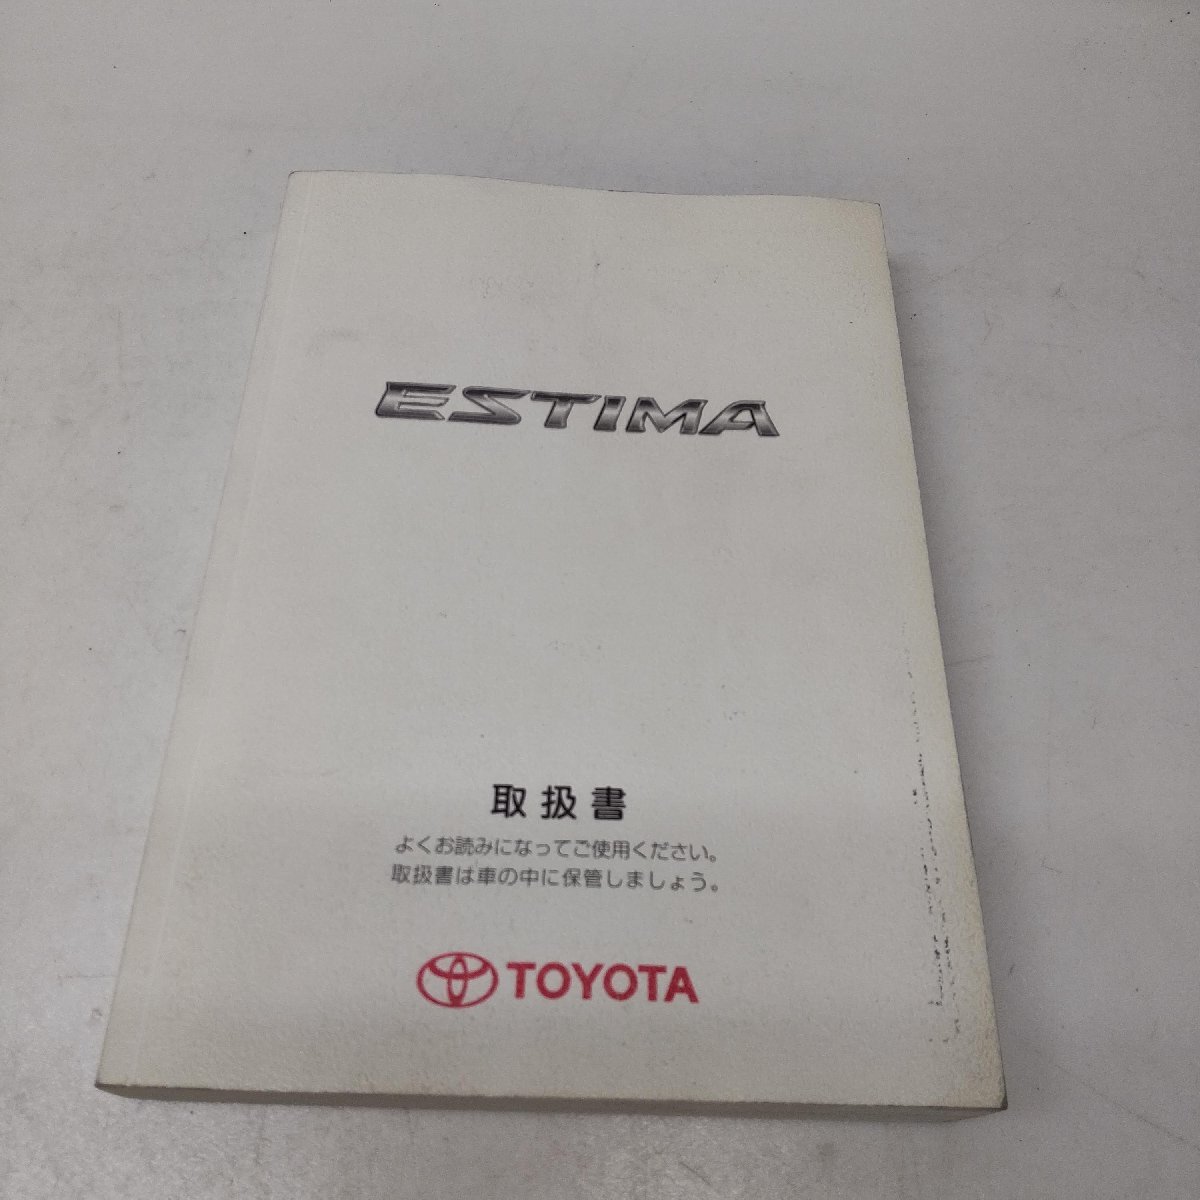 ESTIMA
取扱書
よくお読みになってご使用ください。
取扱書は車の中に保管しましょう。
TOYOTA